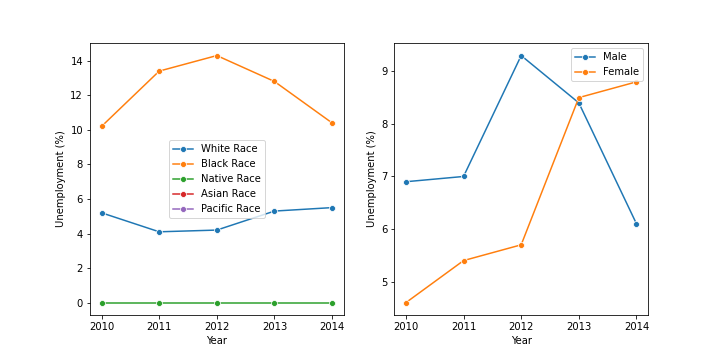 14
12
10
8
6
4
2
0
Unemployment (%)
White Race
Black Race
Native Race
Asian Race
Pacific Race
2010 2011 2012 2013 2014
Year
9
8
7
6
5
Unemployment (%)
Male
Female
2010 2011 2012 2013 2014
Year